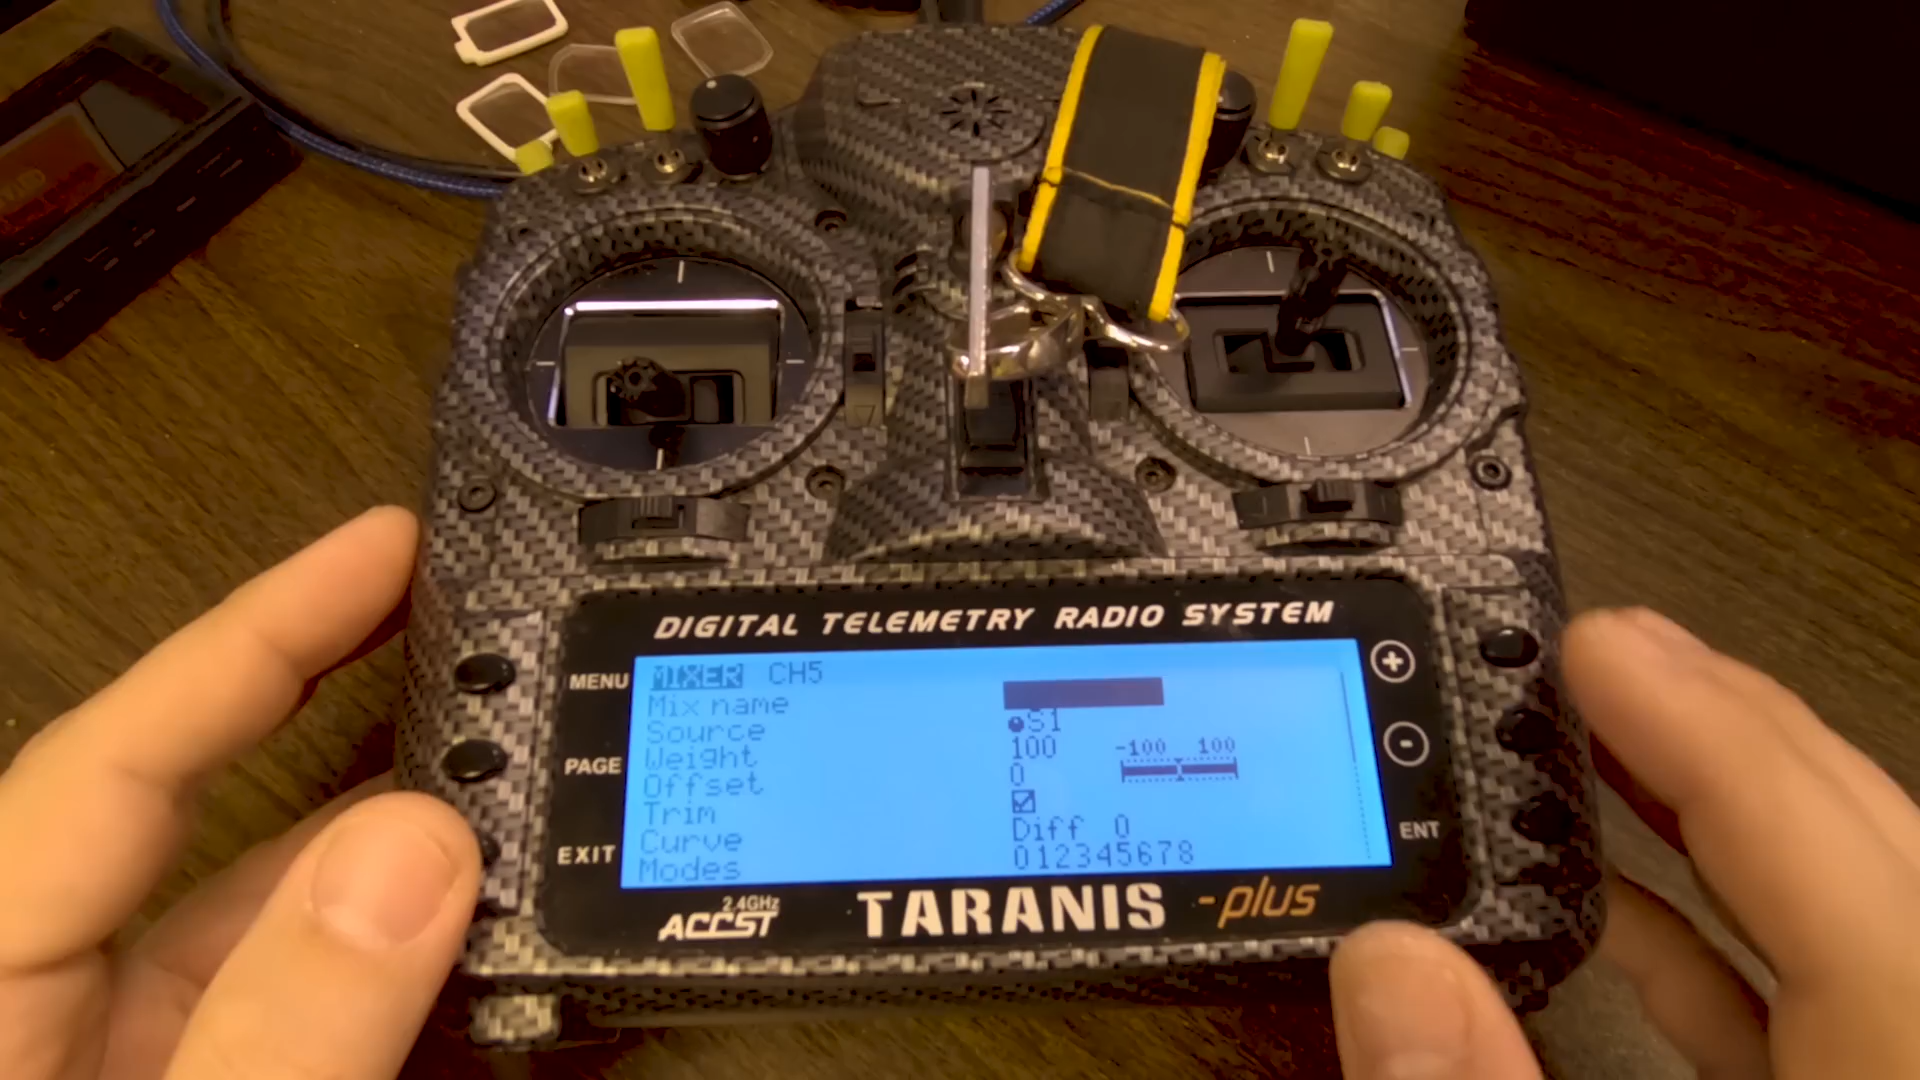 DIGITAL TELEMETRY RADIO SYSTEM
MIXER CH5
Mix name
Source S1
Weight 100 -100 100
Offset 0
Trim
Curve Diff 0
Modes 012345678
MENU
PAGE
EXIT
+
-
ENT
2.4GHz
ACCST
TARANIS -plus